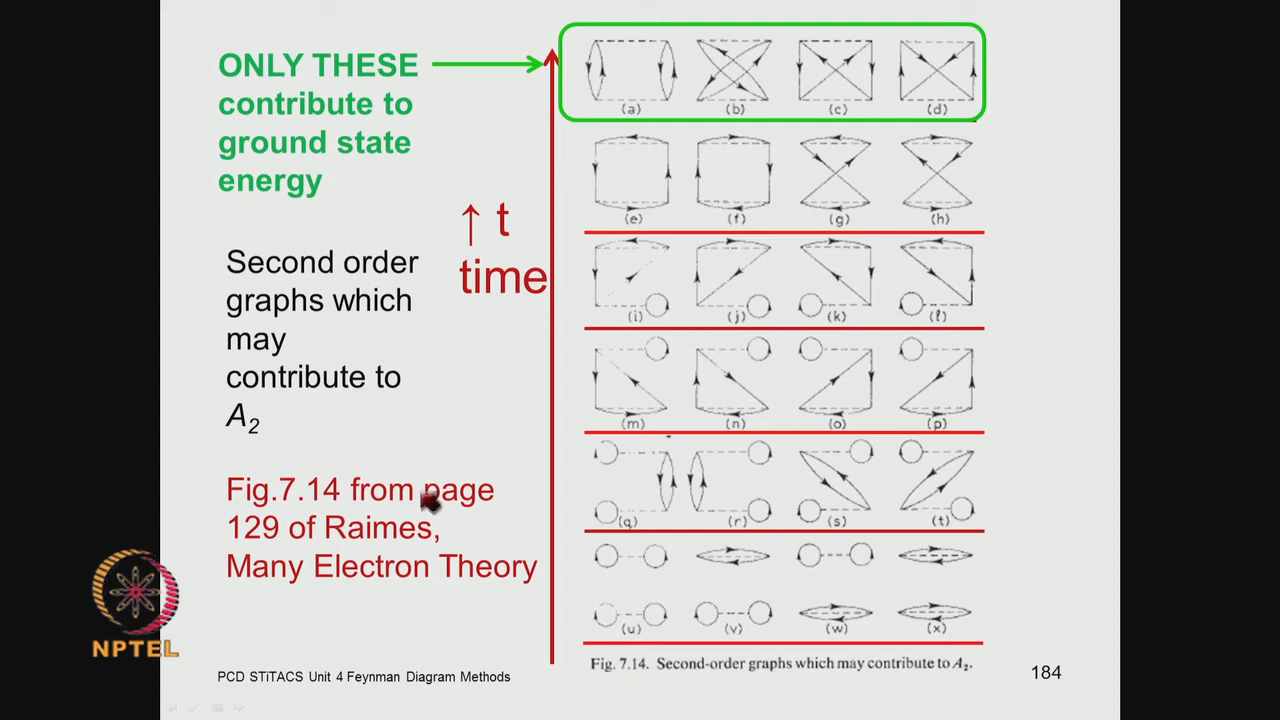 ONLY THESE
contribute to
ground state
energy
↑ t
time
Second order
graphs which
may
contribute to
A2
Fig.7.14 from page
129 of Raimes,
Many Electron Theory
(a) (b) (c) (d)
(e) (f) (g) (h)
(i) (j) (k) (ℓ)
(m) (n) (o) (p)
(q) (r) (s) (t)
(u) (v) (w) (x)
Fig. 7.14. Second-order graphs which may contribute to A2.
NPTEL
PCD STiTACS Unit 4 Feynman Diagram Methods
184